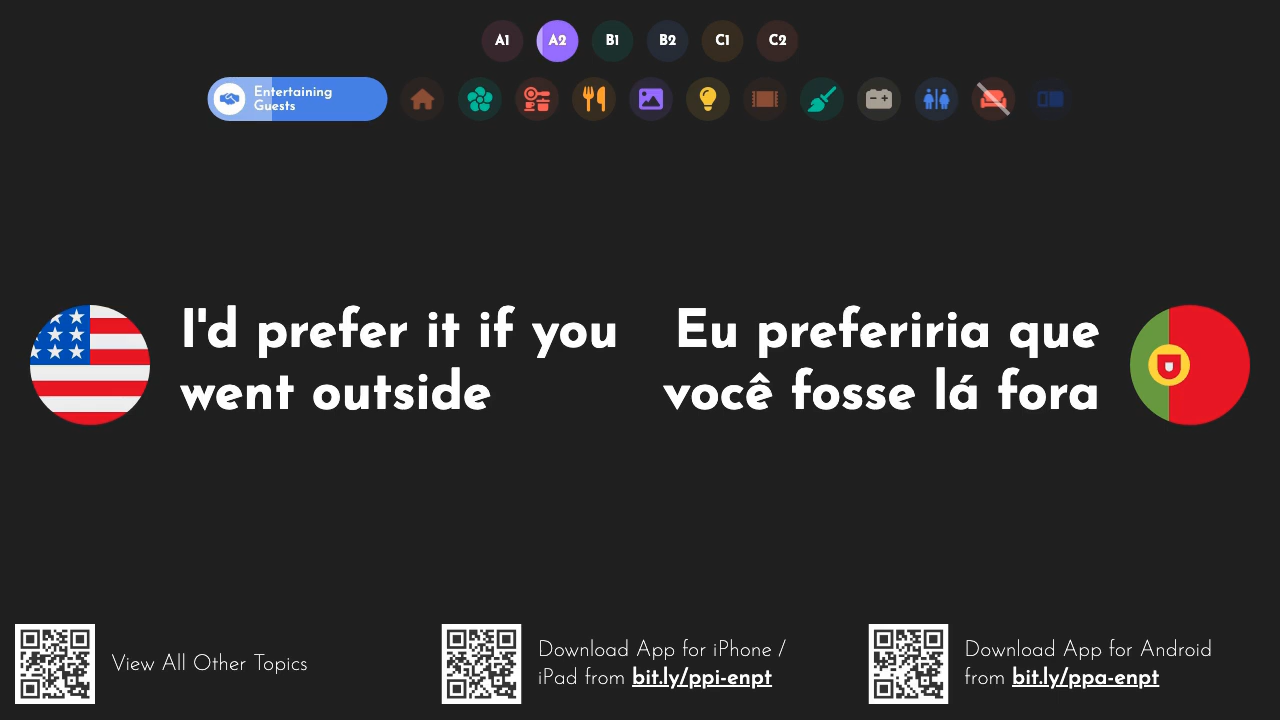 A1 A2 B1 B2 C1 C2
Entertaining
Guests
I'd prefer it if you
went outside
Eu preferiria que
você fosse lá fora
View All Other Topics
Download App for iPhone /
iPad from bit.ly/ppi-enpt
Download App for Android
from bit.ly/ppa-enpt